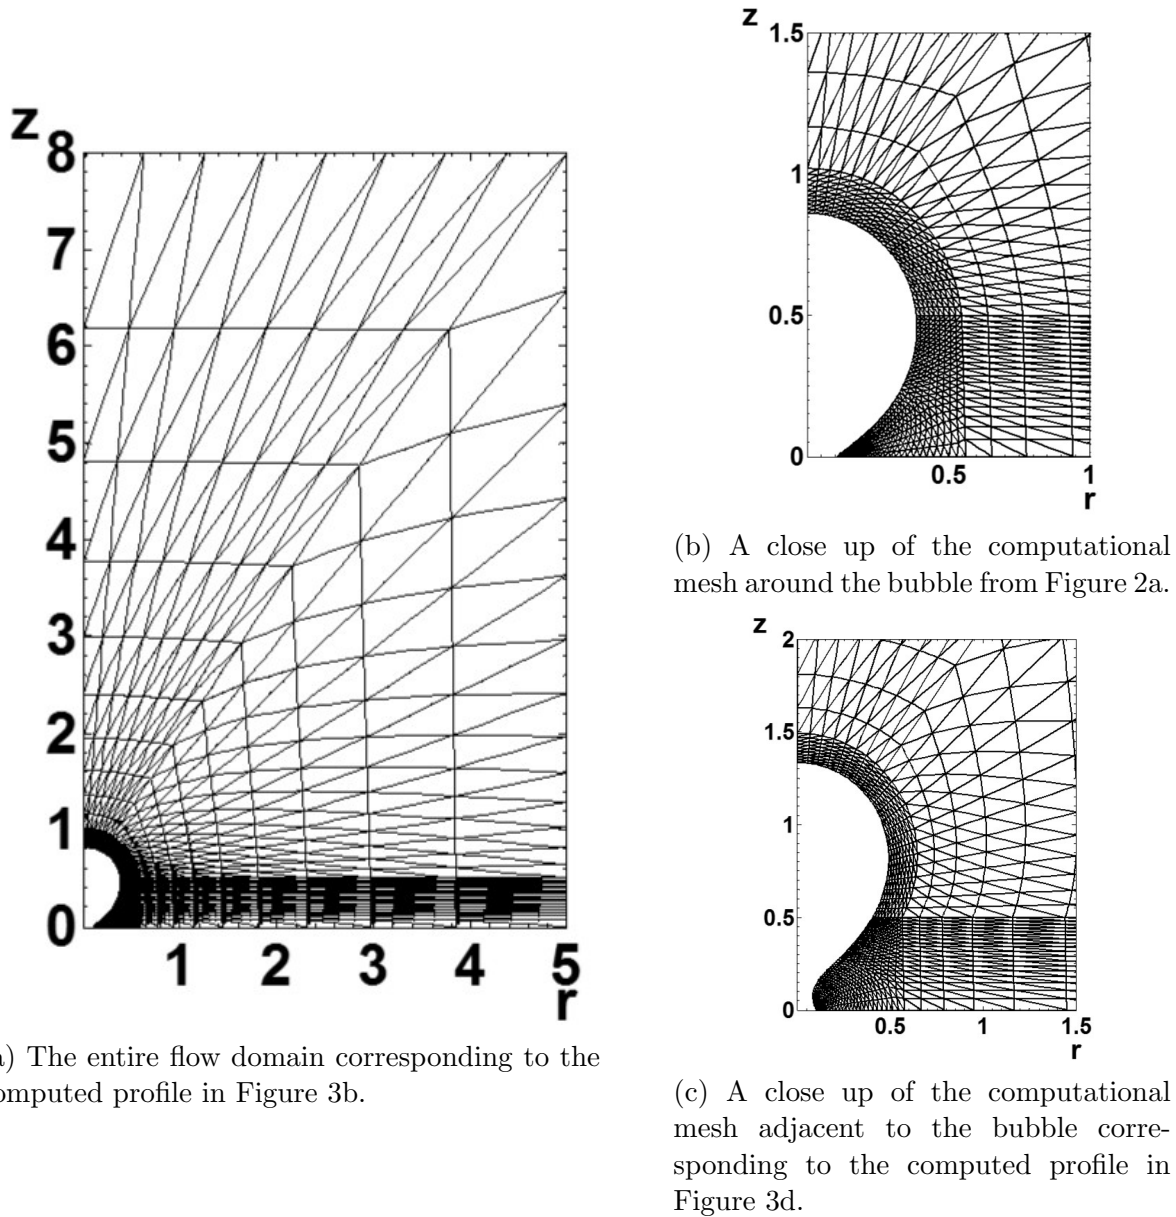 z
8
7
6
5
4
3
2
1
0
1 2 3 4 5
r
) The entire flow domain corresponding to the
omputed profile in Figure 3b.
z
1.5
1
0.5
0
0.5 1
r
(b) A close up of the computational
mesh around the bubble from Figure 2a.
z
2
1.5
1
0.5
0
0.5 1 1.5
r
(c) A close up of the computational
mesh adjacent to the bubble corre-
sponding to the computed profile in
Figure 3d.